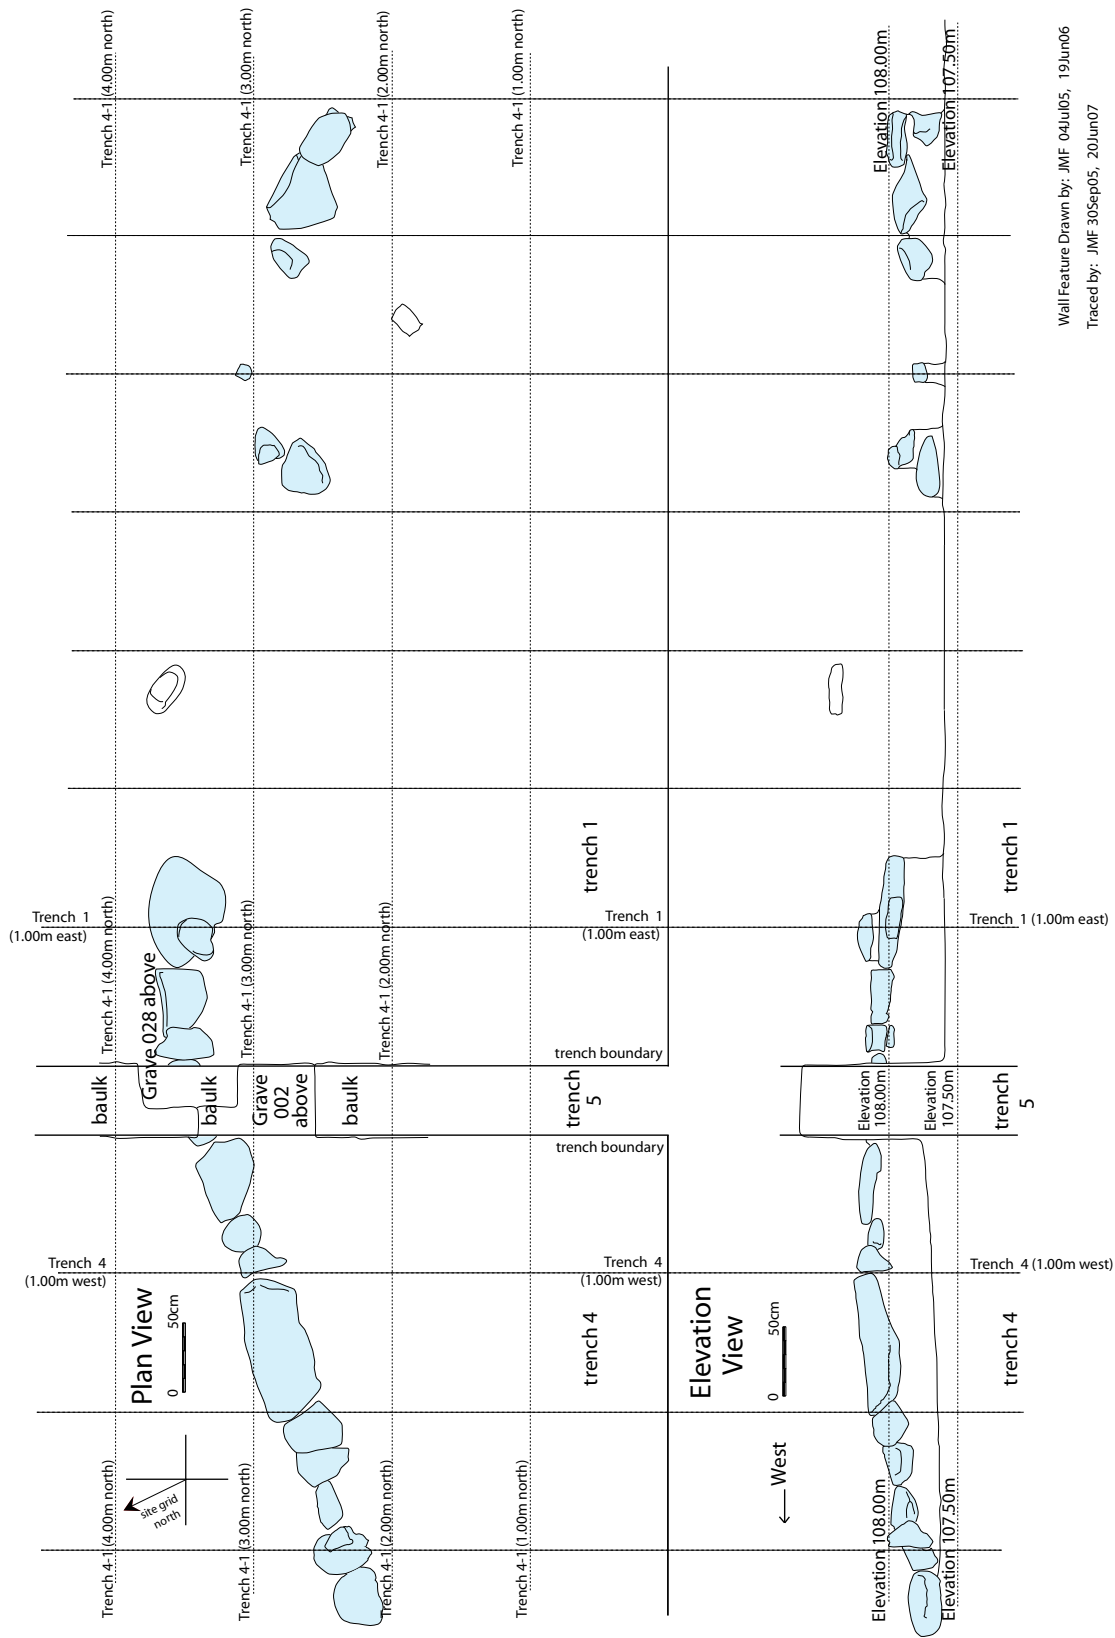 Trench 4-1 (4.00m north)
Trench 4-1 (3.00m north)
Trench 4-1 (2.00m north)
Trench 4-1 (1.00m north)
Elevation 108.00m
Elevation 107.50m
Wall Feature Drawn by: JMF 04Jul05, 19Jun06
Traced by: JMF 30Sep05, 20Jun07
trench 1
trench 1
Trench 1
(1.00m east)
Trench 1
(1.00m east)
Trench 1 (1.00m east)
Trench 4-1 (4.00m north)
Trench 4-1 (3.00m north)
Trench 4-1 (2.00m north)
Grave 028 above
trench boundary
baulk
baulk
Grave
002
above
baulk
trench
5
Elevation
108.00m
Elevation
107.50m
trench
5
trench boundary
Trench 4
(1.00m west)
Trench 4
(1.00m west)
Trench 4 (1.00m west)
Plan View
0
50cm
trench 4
Elevation
View
0
50cm
trench 4
site grid
north
West
Trench 4-1 (4.00m north)
Trench 4-1 (3.00m north)
Trench 4-1 (2.00m north)
Trench 4-1 (1.00m north)
Elevation 108.00m
Elevation 107.50m